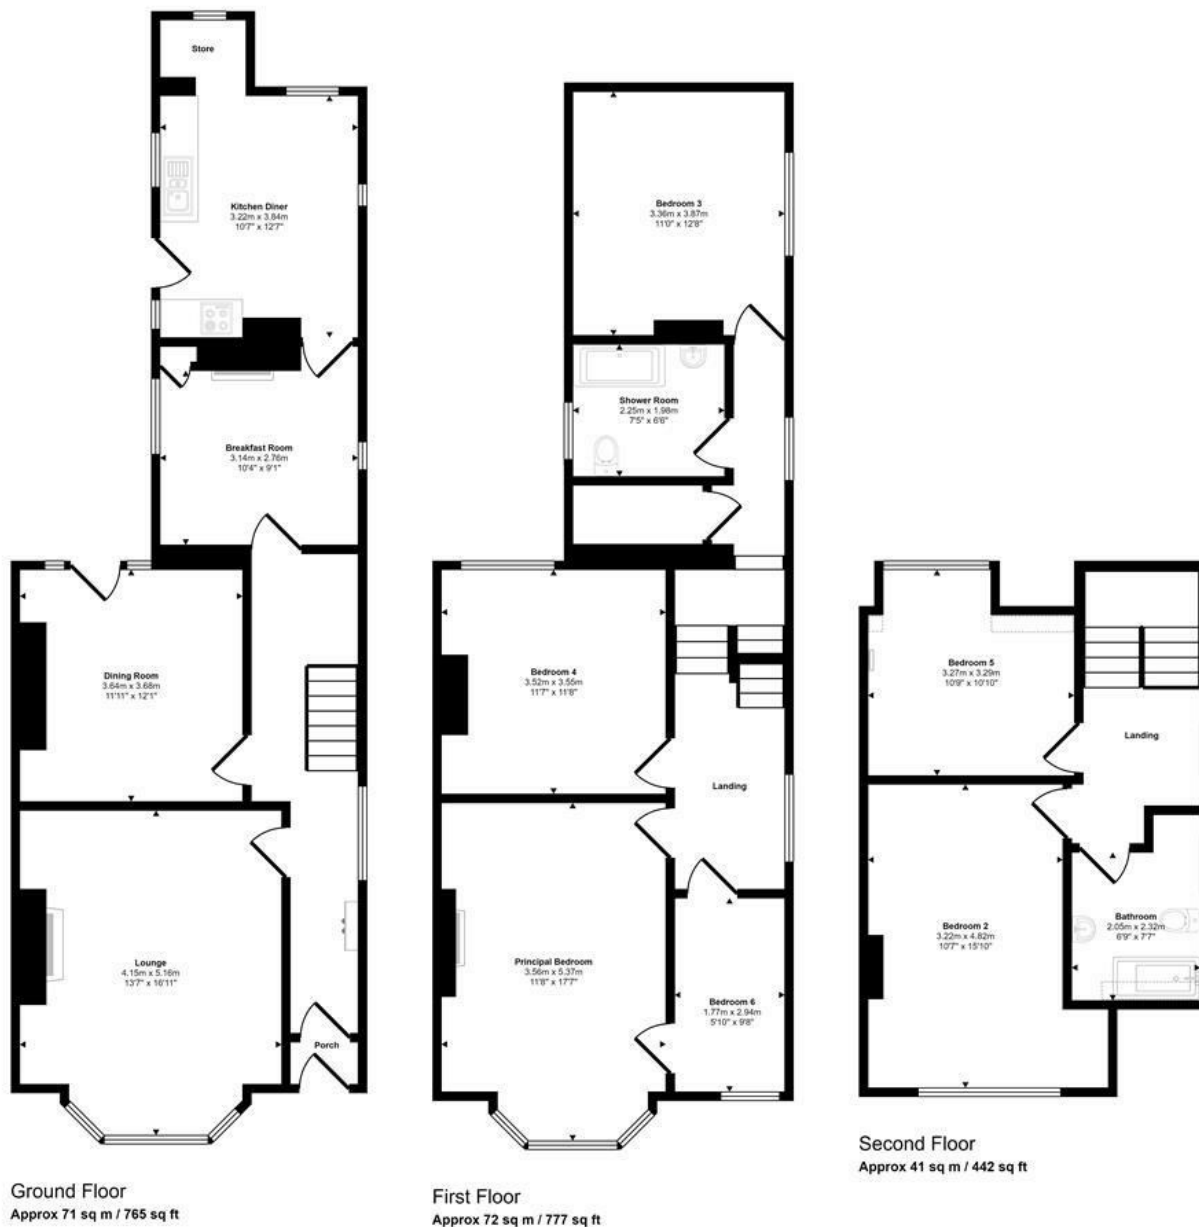 Store
Kitchen Diner
3.22m x 3.84m
10'7" x 12'7"
Breakfast Room
3.14m x 2.76m
10'4" x 9'1"
Dining Room
3.64m x 3.68m
11'11" x 12'1"
Lounge
4.15m x 5.16m
13'7" x 16'11"
Porch
Ground Floor
Approx 71 sq m / 765 sq ft
Bedroom 3
3.36m x 3.87m
11'0" x 12'8"
Shower Room
2.25m x 1.98m
7'5" x 6'6"
Bedroom 4
3.52m x 3.55m
11'7" x 11'8"
Landing
Principal Bedroom
3.56m x 5.37m
11'8" x 17'7"
Bedroom 6
1.77m x 2.94m
5'10" x 9'8"
First Floor
Approx 72 sq m / 777 sq ft
Bedroom 5
3.27m x 3.29m
10'9" x 10'10"
Landing
Bedroom 2
3.22m x 4.82m
10'7" x 15'10"
Bathroom
2.05m x 2.32m
6'9" x 7'7"
Second Floor
Approx 41 sq m / 442 sq ft